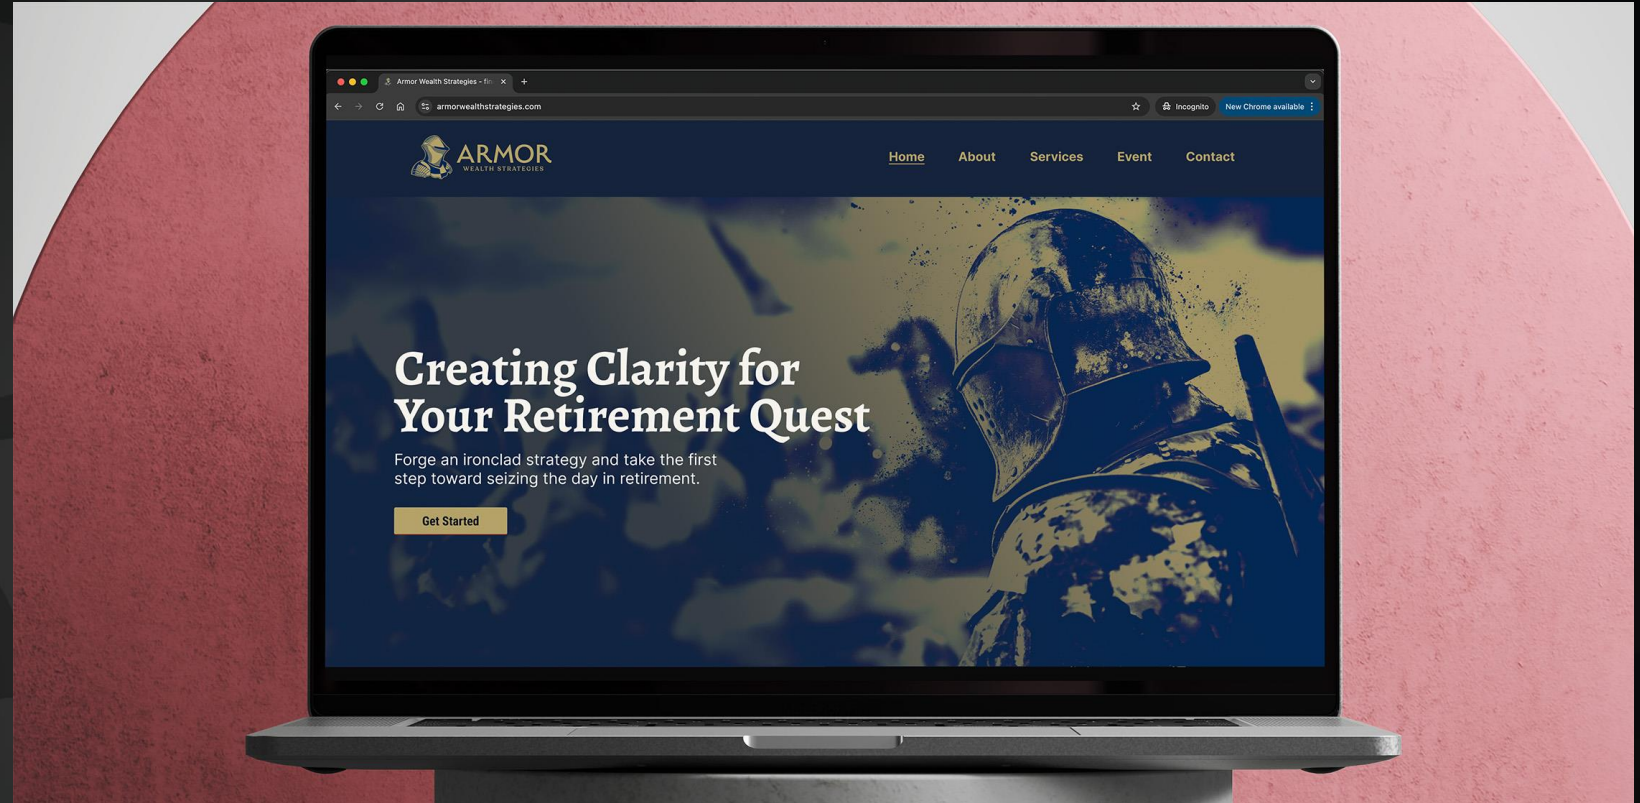 Armor Wealth Strategies - fin
armorwealthstrategies.com
Incognito
New Chrome available
ARMOR
WEALTH STRATEGIES
Home
About
Services
Event
Contact
Creating Clarity for
Your Retirement Quest
Forge an ironclad strategy and take the first
step toward seizing the day in retirement.
Get Started